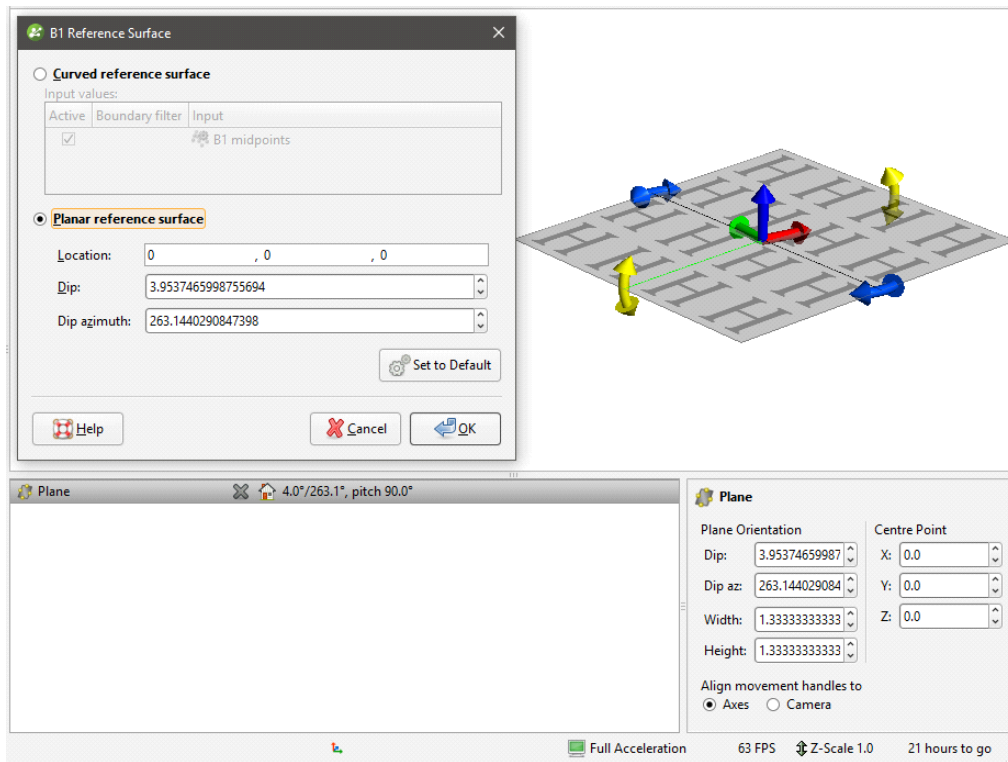 B1 Reference Surface
Curved reference surface
Input values:
Active Boundary filter Input
B1 midpoints
Planar reference surface
Location: 0 , 0 , 0
Dip: 3.9537465998755694
Dip azimuth: 263.1440290847398
Set to Default
Help Cancel OK
H H H H
H H H H
H H H H
H H H H
Plane 4.0°/263.1°, pitch 90.0°
Plane
Plane Orientation Centre Point
Dip: 3.95374659987 X: 0.0
Dip az: 263.144029084 Y: 0.0
Width: 1.33333333333 Z: 0.0
Height: 1.33333333333
Align movement handles to
Axes Camera
Full Acceleration 63 FPS Z-Scale 1.0 21 hours to go